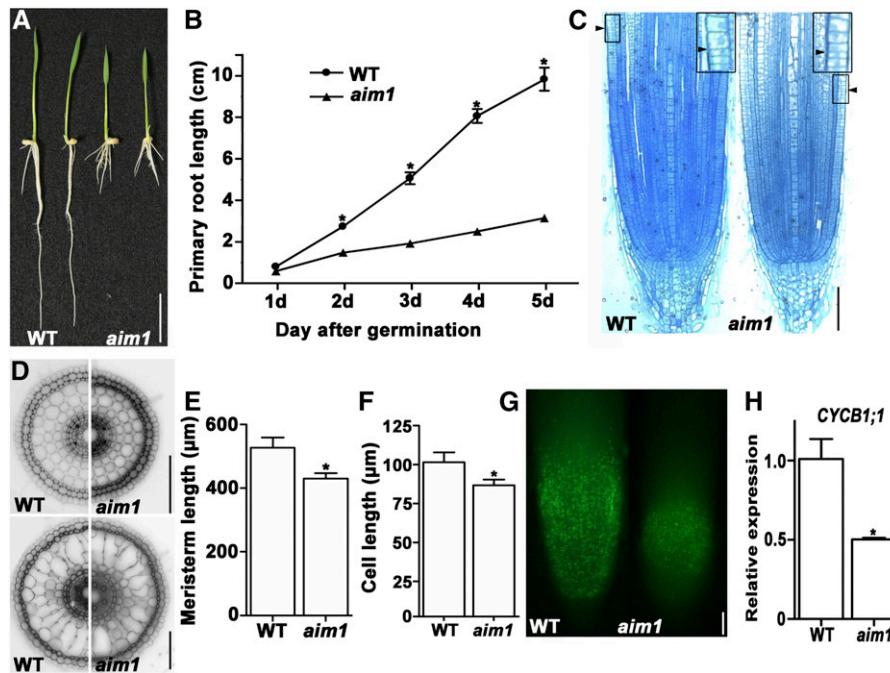 A
WT
aim1
B
Primary root length (cm)
10
8
6
4
2
0
WT
aim1
*
*
*
*
1d
2d
3d
4d
5d
Day after germination
C
WT
aim1
D
WT
aim1
WT
aim1
E
Meristerm length (µm)
600
400
200
0
*
WT
aim1
F
Cell length (µm)
125
100
75
50
25
0
*
WT
aim1
G
WT
aim1
H
CYCB1;1
Relative expression
1.0
0.5
0
*
WT
aim1